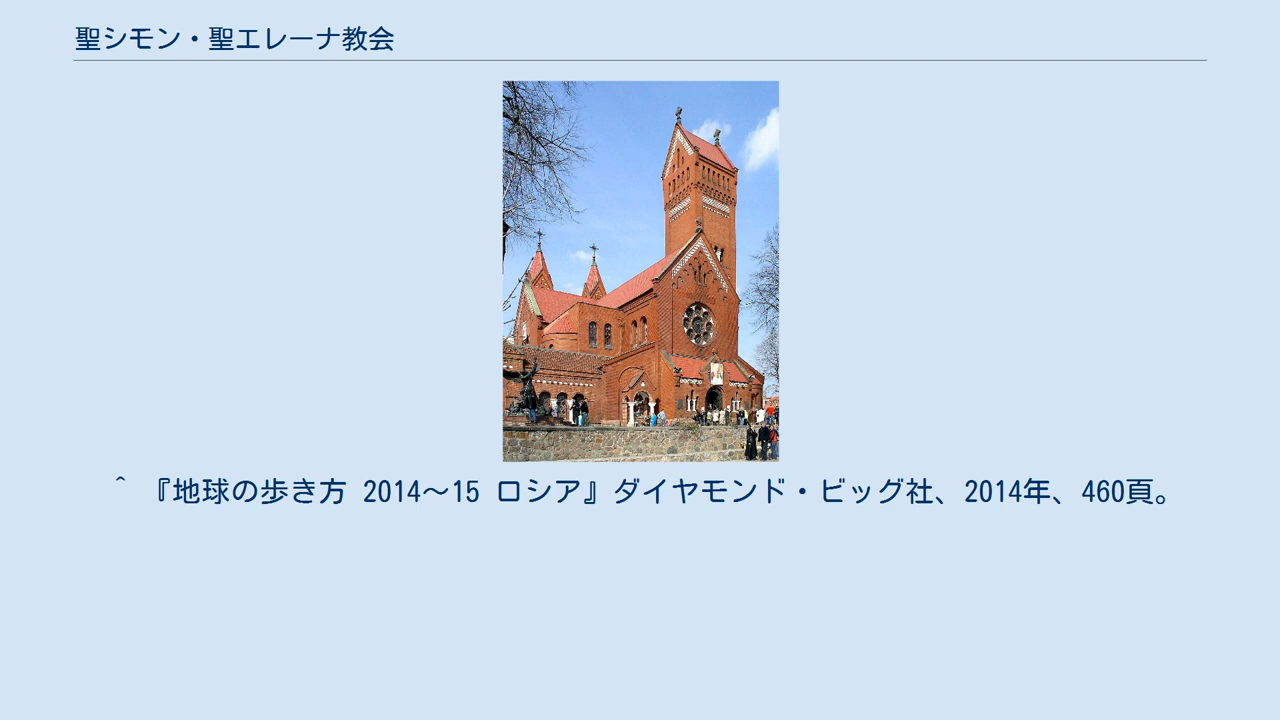 聖シモン・聖エレーナ教会
^ 『地球の歩き方 2014〜15 ロシア』ダイヤモンド・ビッグ社、2014年、460頁。